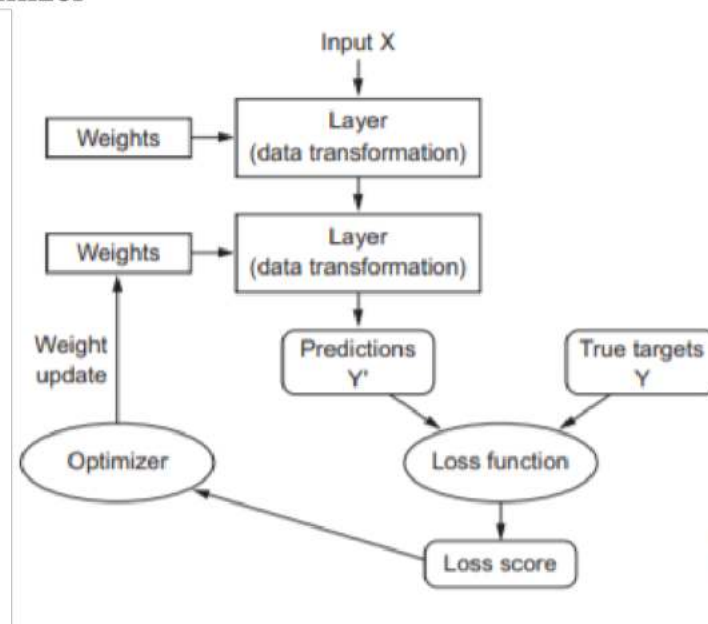 Input X
Layer
(data transformation)
Weights
Layer
(data transformation)
Weights
Weight
update
Predictions
Y'
True targets
Y
Optimizer
Loss function
Loss score